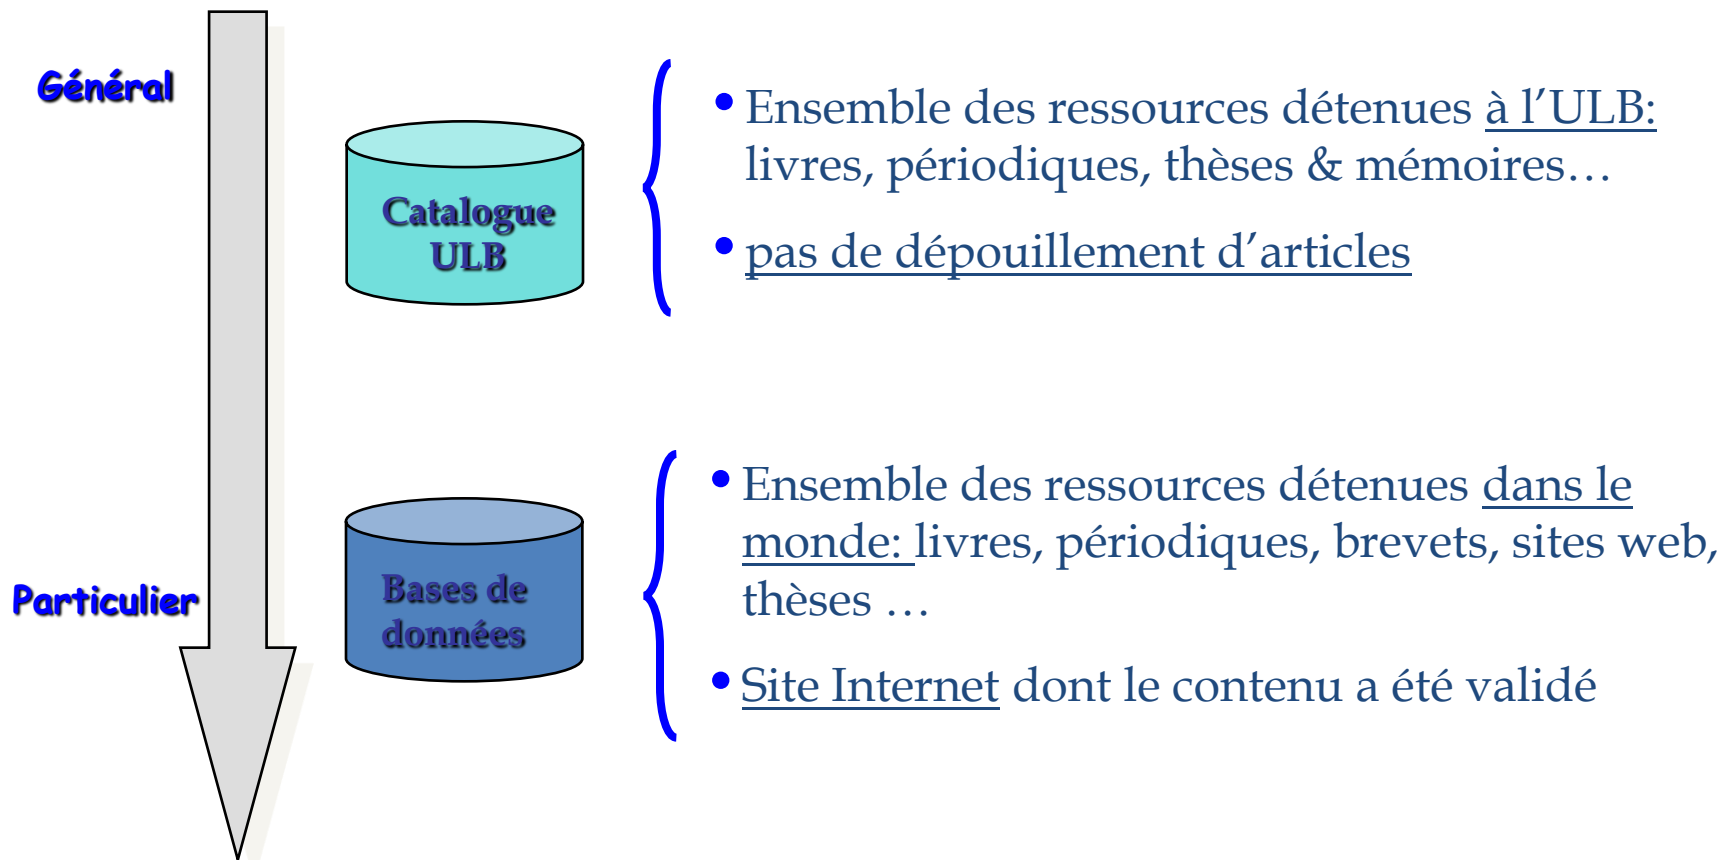 Général
Catalogue
ULB
• Ensemble des ressources détenues à l’ULB:
livres, périodiques, thèses & mémoires…
• pas de dépouillement d’articles
Particulier
Bases de
données
• Ensemble des ressources détenues dans le
monde: livres, périodiques, brevets, sites web,
thèses …
• Site Internet dont le contenu a été validé